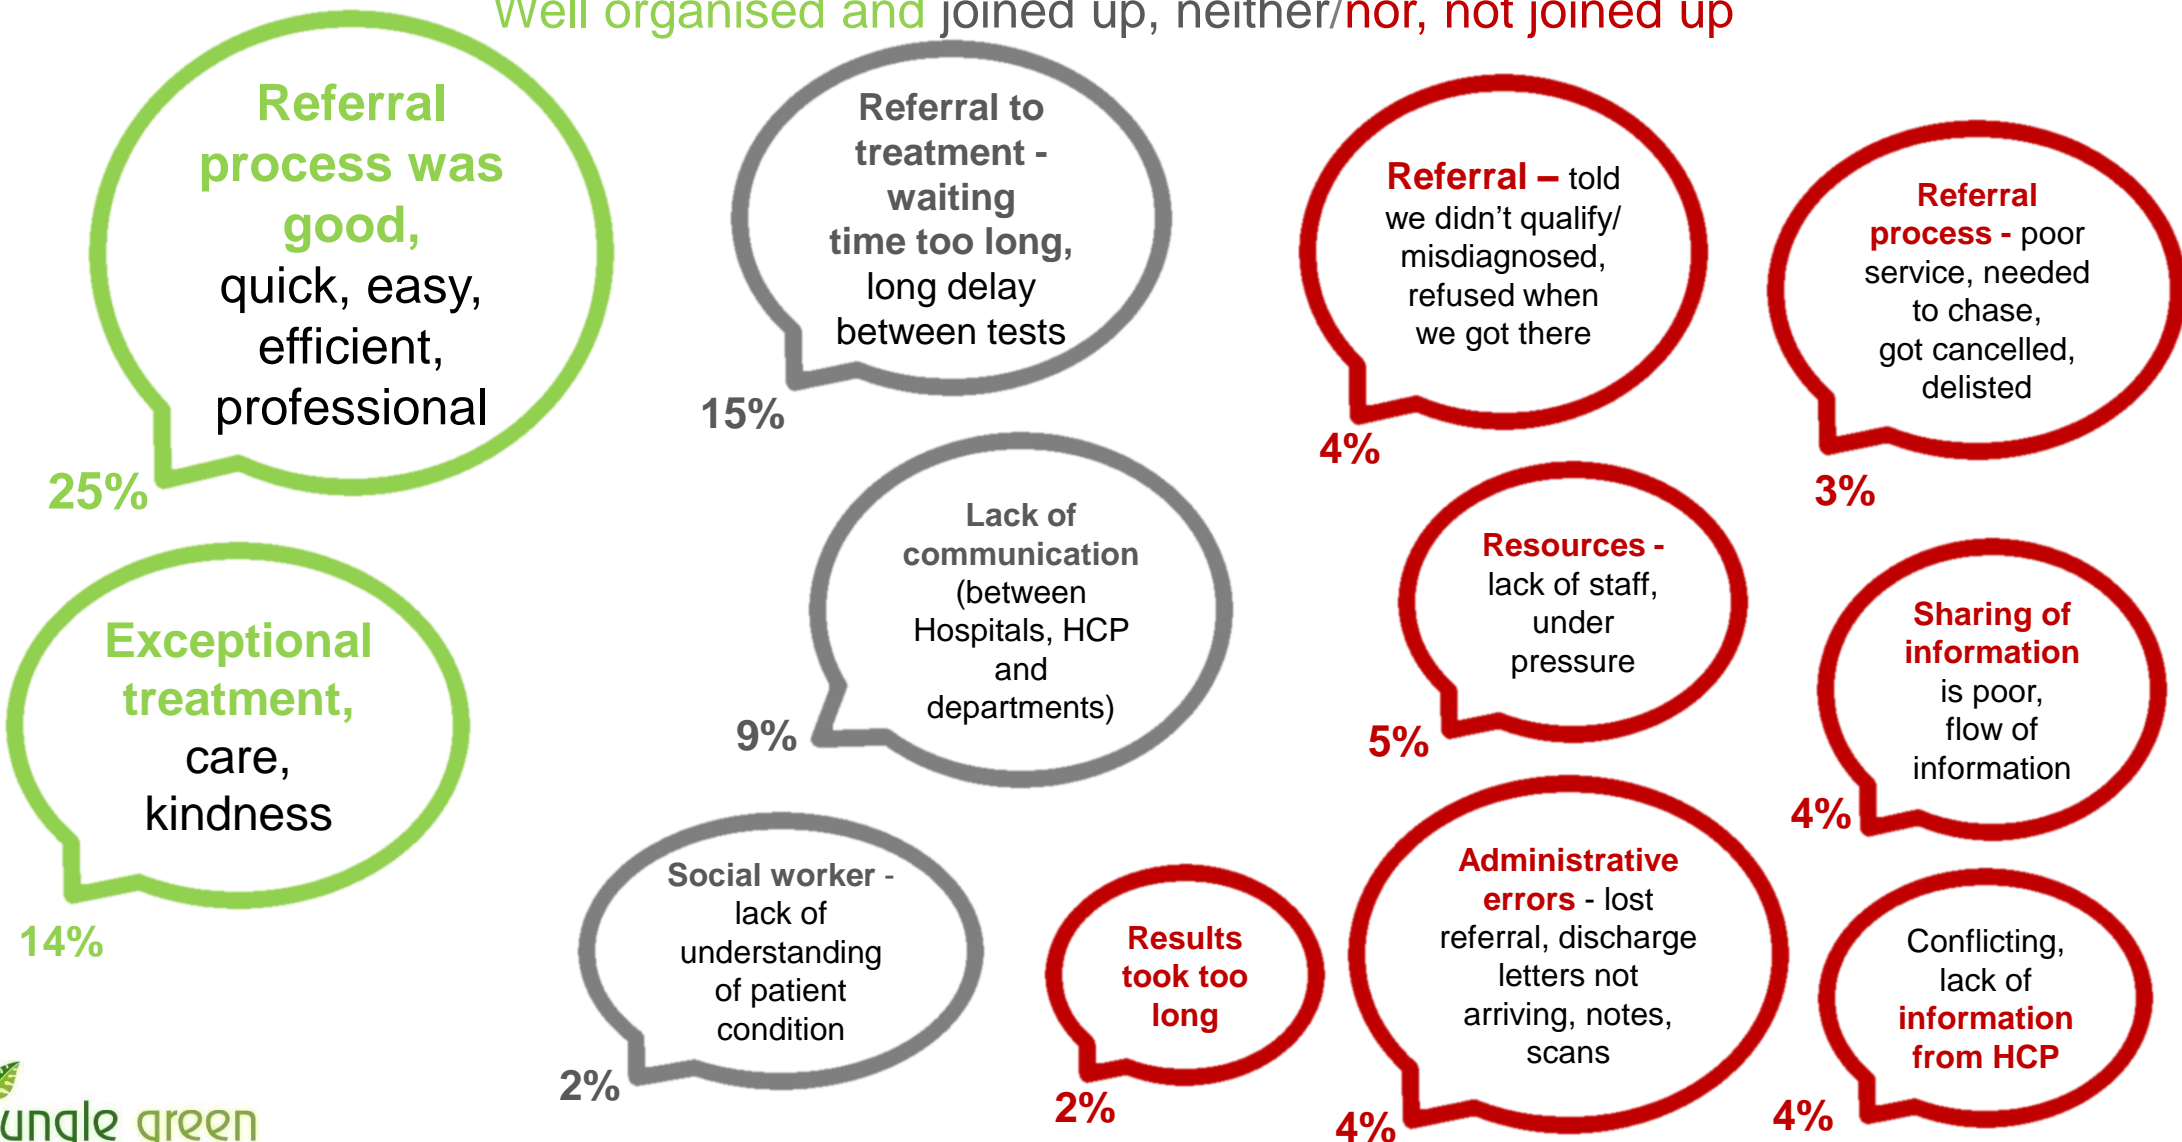 Well organised and joined up, neither/nor, not joined up
Referral
process was
good,
quick, easy,
efficient,
professional
25%
Exceptional
treatment,
care,
kindness
14%
Referral to
treatment -
waiting
time too long,
long delay
between tests
15%
Lack of
communication
(between
Hospitals, HCP
and
departments)
9%
Social worker -
lack of
understanding
of patient
condition
2%
Referral – told
we didn’t qualify/
misdiagnosed,
refused when
we got there
4%
Referral
process - poor
service, needed
to chase,
got cancelled,
delisted
3%
Resources -
lack of staff,
under
pressure
5%
Sharing of
information
is poor,
flow of
information
4%
Results
took too
long
2%
Administrative
errors - lost
referral, discharge
letters not
arriving, notes,
scans
4%
Conflicting,
lack of
information
from HCP
4%
ungle green